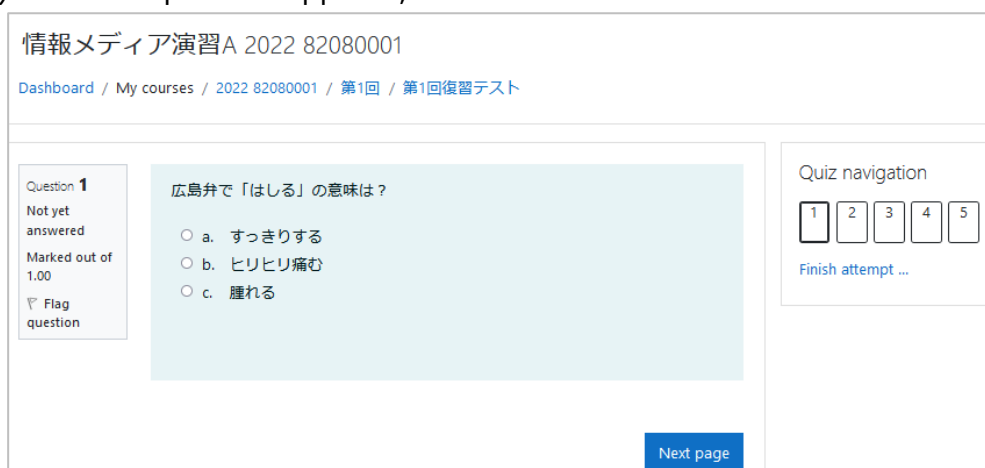 情報メディア演習A 2022 82080001
Dashboard / My courses / 2022 82080001 / 第1回 / 第1回復習テスト
Question 1
Not yet
answered
Marked out of
1.00
Flag
question
広島弁で「はしる」の意味は？
a. すっきりする
b. ヒリヒリ痛む
c. 腫れる
Next page
Quiz navigation
1 2 3 4 5
Finish attempt ...